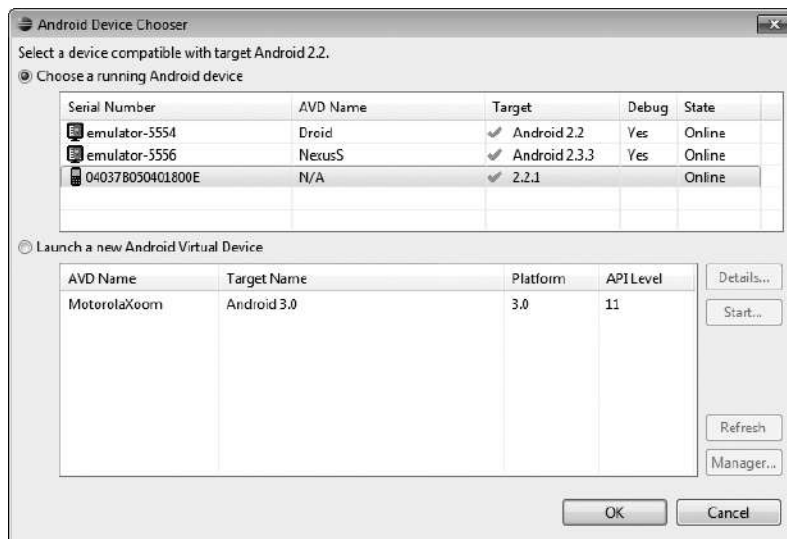 Android Device Chooser
Select a device compatible with target Android 2.2.
Choose a running Android device
Serial Number AVD Name Target Debug State
emulator-5554 Droid Android 2.2 Yes Online
emulator-5556 NexusS Android 2.3.3 Yes Online
04037B050401800E N/A 2.2.1 Online
Launch a new Android Virtual Device
AVD Name Target Name Platform API Level Details...
MotorolaXoom Android 3.0 3.0 11 Start...
Refresh
Manager...
OK Cancel